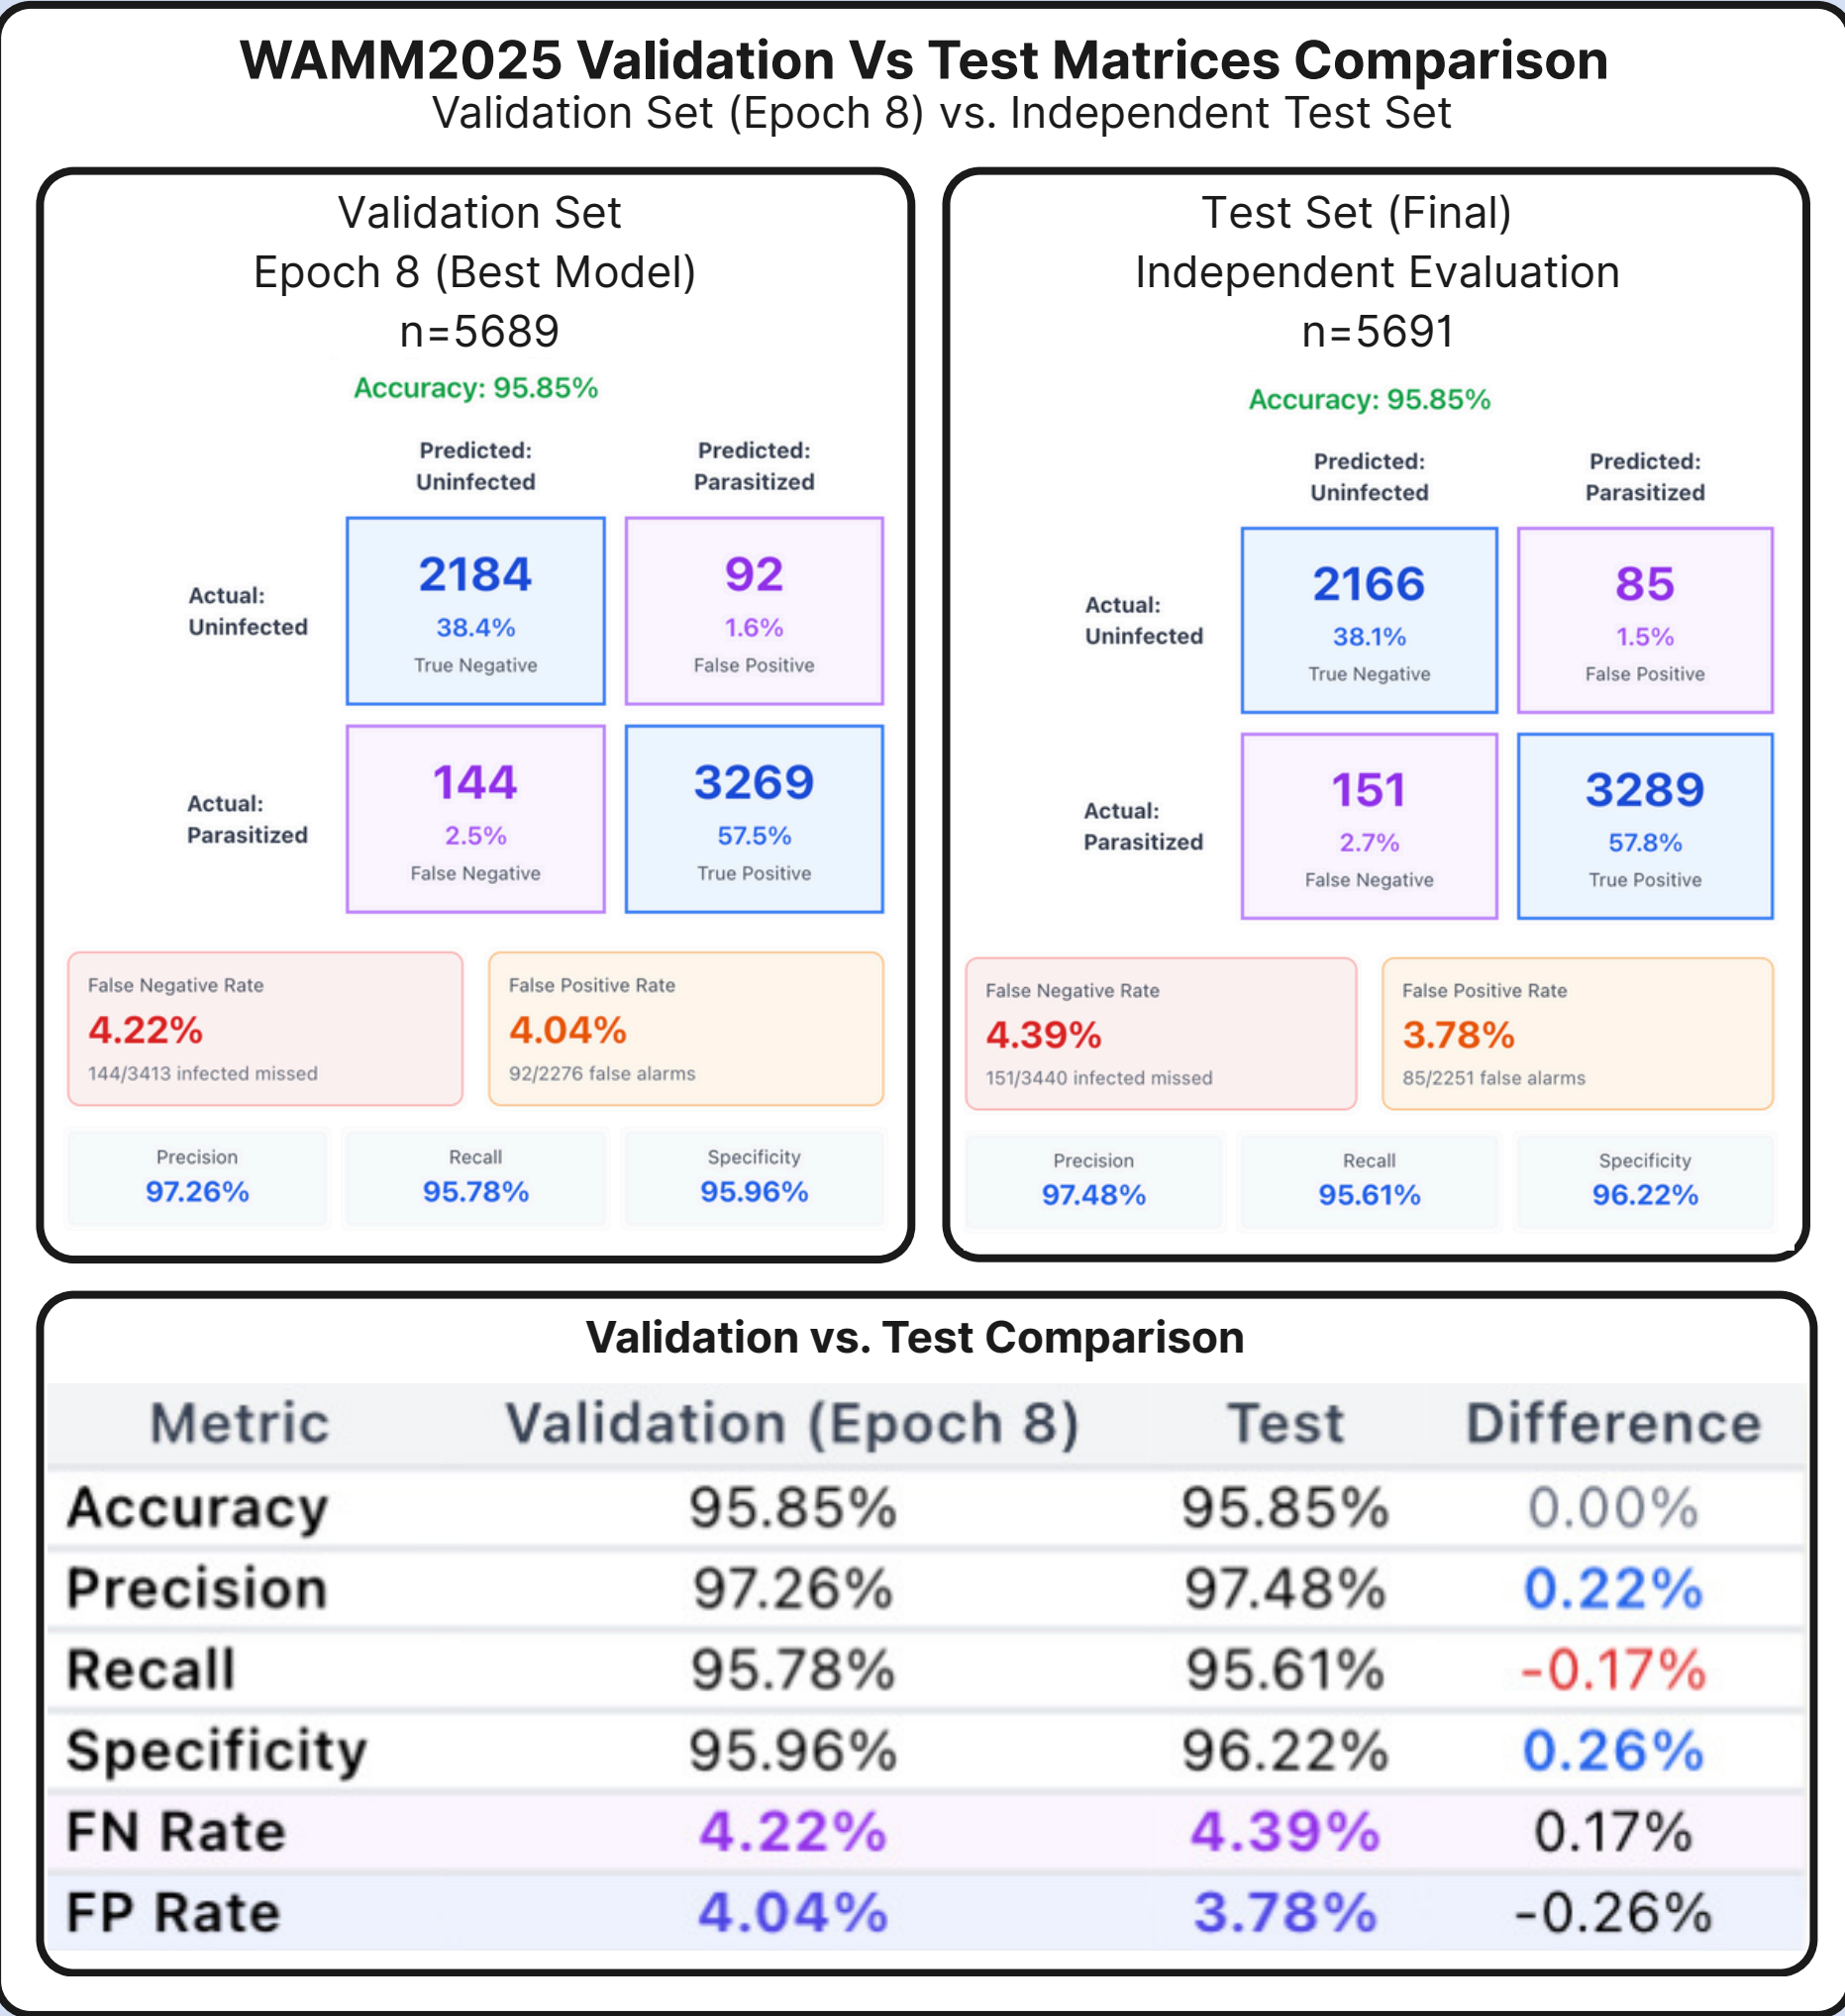 WAMM2025 Validation Vs Test Matrices Comparison
Validation Set (Epoch 8) vs. Independent Test Set
Validation Set
Epoch 8 (Best Model)
n=5689
Accuracy: 95.85%
Predicted:
Uninfected
Predicted:
Parasitized
Actual:
Uninfected
2184
38.4%
True Negative
92
1.6%
False Positive
Actual:
Parasitized
144
2.5%
False Negative
3269
57.5%
True Positive
False Negative Rate
4.22%
144/3413 infected missed
False Positive Rate
4.04%
92/2276 false alarms
Precision
97.26%
Recall
95.78%
Specificity
95.96%
Test Set (Final)
Independent Evaluation
n=5691
Accuracy: 95.85%
Predicted:
Uninfected
Predicted:
Parasitized
Actual:
Uninfected
2166
38.1%
True Negative
85
1.5%
False Positive
Actual:
Parasitized
151
2.7%
False Negative
3289
57.8%
True Positive
False Negative Rate
4.39%
151/3440 infected missed
False Positive Rate
3.78%
85/2251 false alarms
Precision
97.48%
Recall
95.61%
Specificity
96.22%
Validation vs. Test Comparison
Metric Validation (Epoch 8) Test Difference
Accuracy 95.85% 95.85% 0.00%
Precision 97.26% 97.48% 0.22%
Recall 95.78% 95.61% -0.17%
Specificity 95.96% 96.22% 0.26%
FN Rate 4.22% 4.39% 0.17%
FP Rate 4.04% 3.78% -0.26%